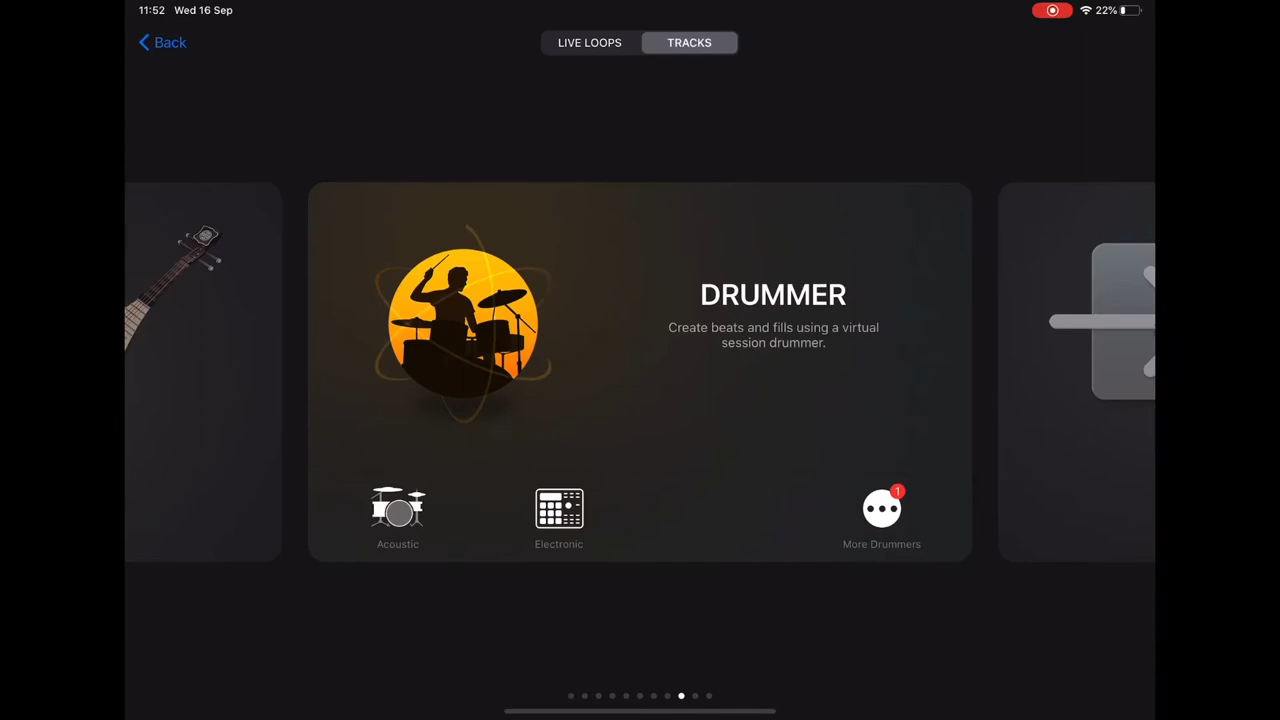 11:52 Wed 16 Sep
22%
Back
LIVE LOOPS
TRACKS
DRUMMER
Create beats and fills using a virtual
session drummer.
1
Acoustic
Electronic
More Drummers